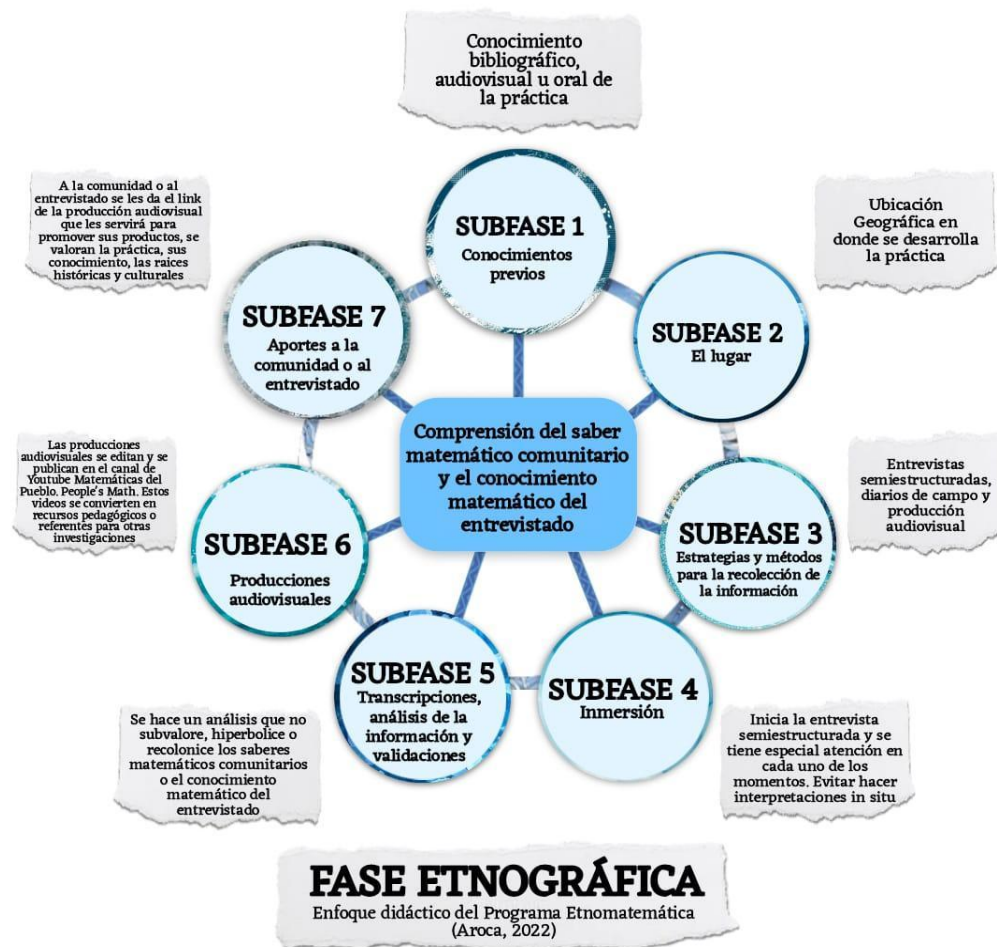 Conocimiento
bibliográfico,
audiovisual u oral de
la práctica
SUBFASE 1
Conocimientos
previos
Ubicación
Geográfica en
donde se desarrolla
la práctica
SUBFASE 2
El lugar
Entrevistas
semiestructuradas,
diarios de campo y
producción
audiovisual
SUBFASE 3
Estrategias y métodos
para la recolección de
la información
Inicia la entrevista
semiestructurada y se
tiene especial atención en
cada uno de los
momentos. Evitar hacer
interpretaciones in situ
SUBFASE 4
Inmersión
Se hace un análisis que no
subvalore, hiperbolice o
recolonice los saberes
matemáticos comunitarios
o el conocimiento
matemático del
entrevistado
SUBFASE 5
Transcripciones,
análisis de la
información y
validaciones
Las producciones
audiovisuales se editan y se
publican en el canal de
Youtube Matemáticas del
Pueblo. People's Math. Estos
videos se convierten en
recursos pedagógicos o
referentes para otras
investigaciones
SUBFASE 6
Producciones
audiovisuales
A la comunidad o al
entrevistado se les da el link
de la producción audiovisual
que les servirá para
promover sus productos, se
valoran la práctica, sus
conocimiento, las raices
históricas y culturales
SUBFASE 7
Aportes a la
comunidad o al
entrevistado
Comprensión del saber
matemático comunitario
y el conocimiento
matemático del
entrevistado
FASE ETNOGRÁFICA
Enfoque didáctico del Programa Etnomatemática
(Aroca, 2022)